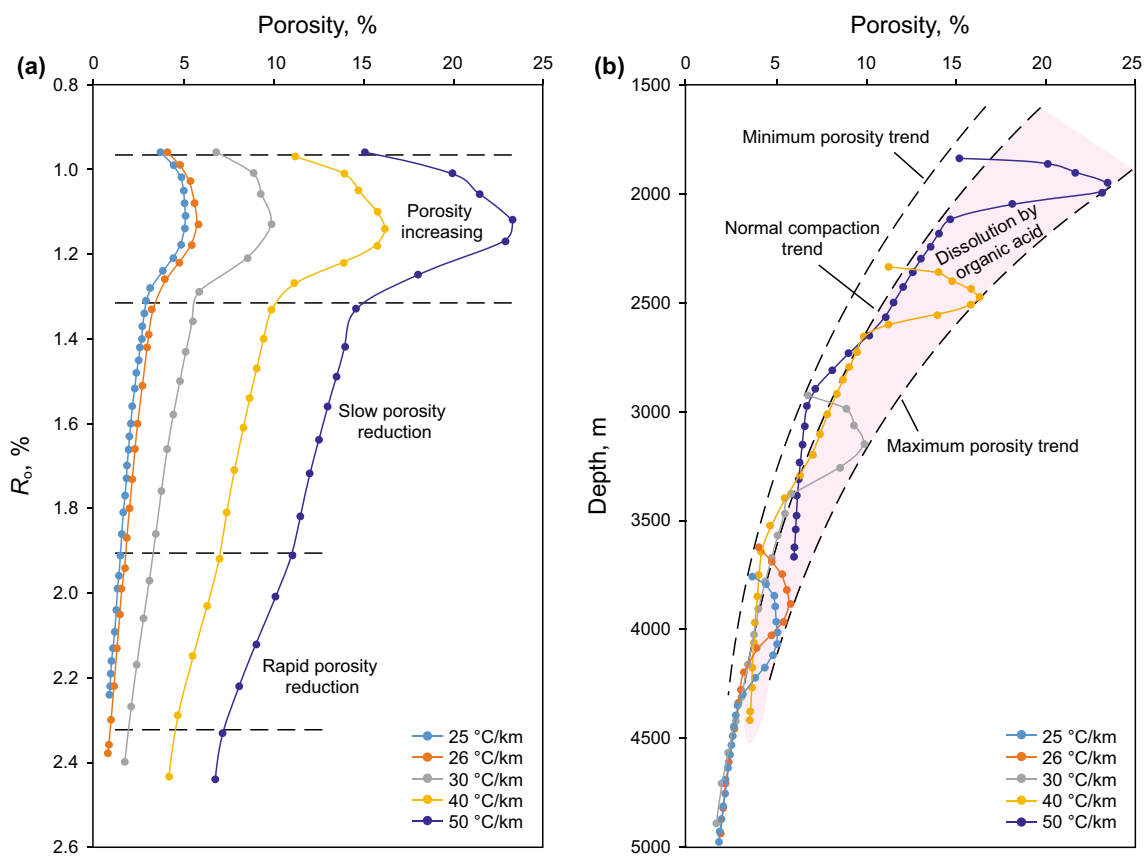 Porosity, %
(a)
0 5 10 15 20 25
0.8
1.0
1.2
1.4
1.6
1.8
2.0
2.2
2.4
2.6
Rₒ, %
Porosity
increasing
Slow porosity
reduction
Rapid porosity
reduction
25 °C/km
26 °C/km
30 °C/km
40 °C/km
50 °C/km
Porosity, %
(b)
0 5 10 15 20 25
1500
2000
2500
3000
3500
4000
4500
5000
Depth, m
Minimum porosity trend
Normal compaction
trend
Dissolution by
organic acid
Maximum porosity trend
25 °C/km
26 °C/km
30 °C/km
40 °C/km
50 °C/km